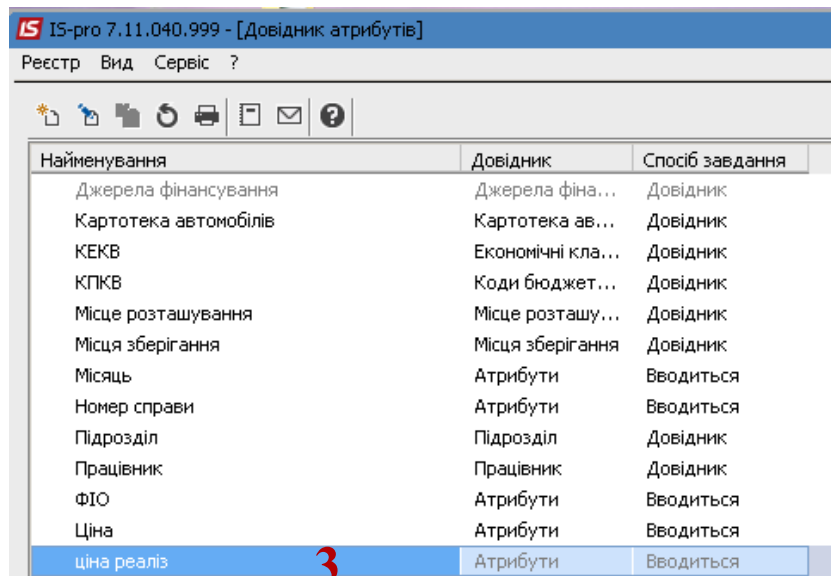 IS IS-pro 7.11.040.999 - [Довідник атрибутів]
Реєстр Вид Сервіс ?
Найменування Довідник Спосіб завдання
Джерела фінансування Джерела фіна... Довідник
Картотека автомобілів Картотека ав... Довідник
КЕКВ Економічні кла... Довідник
КПКВ Коди бюджет... Довідник
Місце розташування Місце розташу... Довідник
Місця зберігання Місця зберігання Довідник
Місяць Атрибути Вводиться
Номер справи Атрибути Вводиться
Підрозділ Підрозділ Довідник
Працівник Працівник Довідник
ФІО Атрибути Вводиться
Ціна Атрибути Вводиться
ціна реаліз 3 Атрибути Вводиться